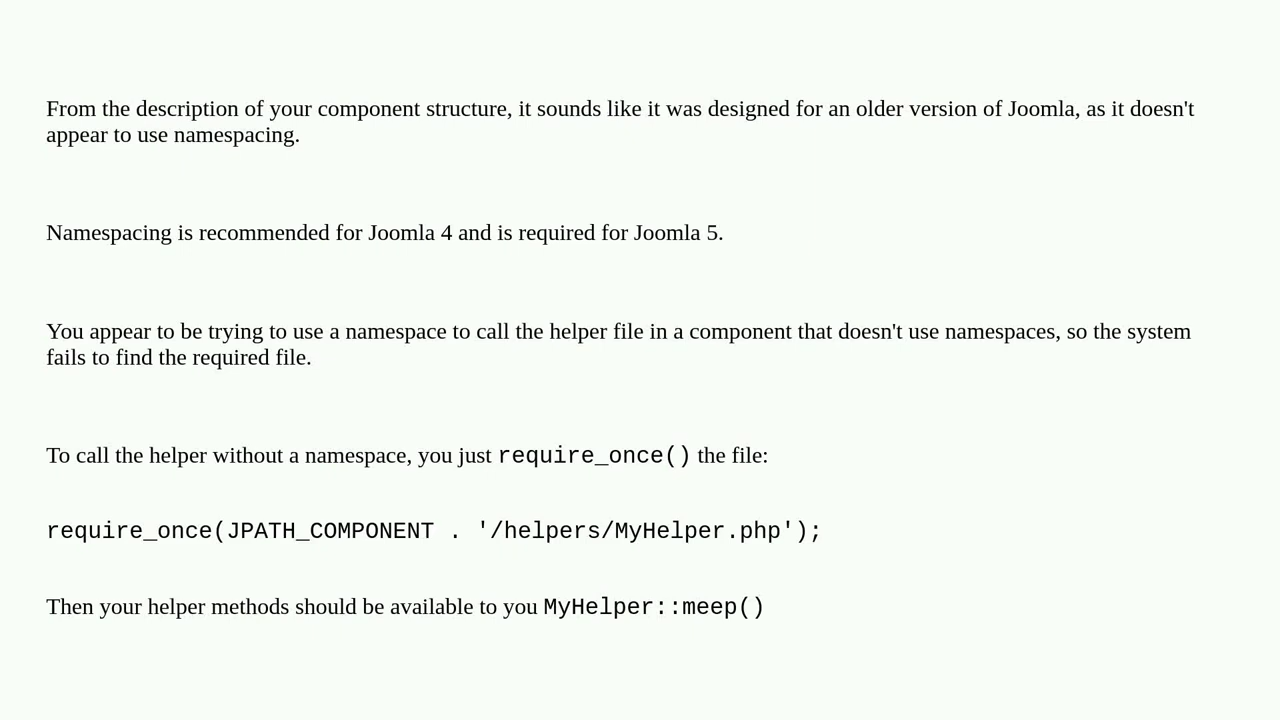 From the description of your component structure, it sounds like it was designed for an older version of Joomla, as it doesn't
appear to use namespacing.
Namespacing is recommended for Joomla 4 and is required for Joomla 5.
You appear to be trying to use a namespace to call the helper file in a component that doesn't use namespaces, so the system
fails to find the required file.
To call the helper without a namespace, you just require_once() the file:
require_once(JPATH_COMPONENT . '/helpers/MyHelper.php');
Then your helper methods should be available to you MyHelper::meep()